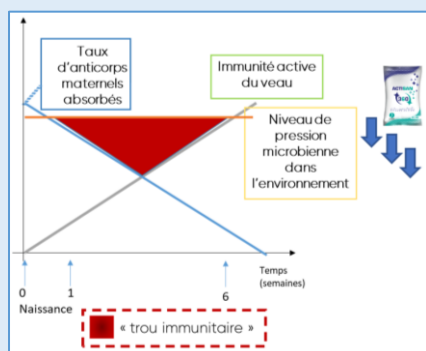 Taux
d'anticorps
maternels
absorbés
Immunité active
du veau
Niveau de
pression
microbienne
dans
l'environnement
Temps
(semaines)
0
1
6
Naissance
« trou immunitaire »